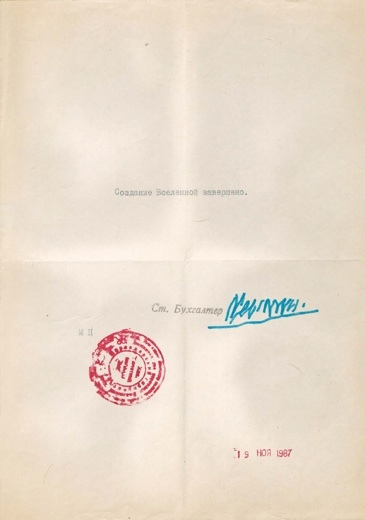 Создание Вселенной завершено.
Ст. Бухгалтер
М П
19 НОЯ 1987